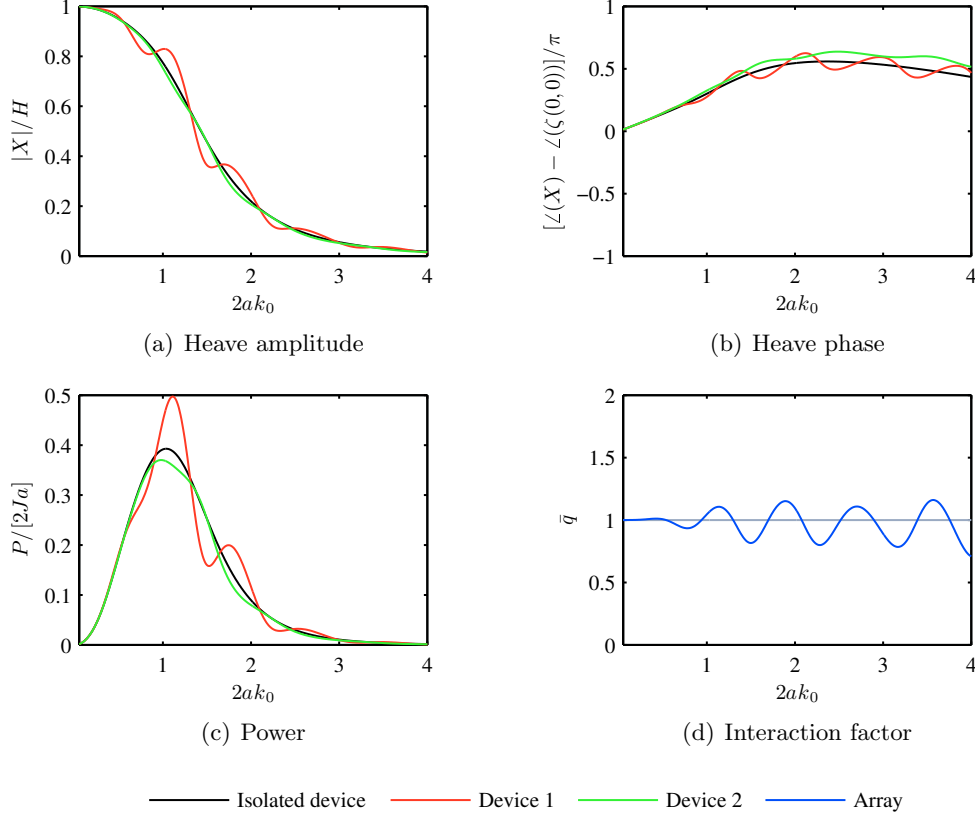 1
0.8
0.6
0.4
0.2
0
1 2 3 4
|X|/H
2ak₀
(a) Heave amplitude
1
0.5
0
−0.5
−1
1 2 3 4
[∠(X) − ∠(ζ(0, 0))]/π
2ak₀
(b) Heave phase
0.5
0.4
0.3
0.2
0.1
0
1 2 3 4
P/[2Ja]
2ak₀
(c) Power
2
1.5
1
0.5
0
1 2 3 4
q̄
2ak₀
(d) Interaction factor
Isolated device Device 1 Device 2 Array